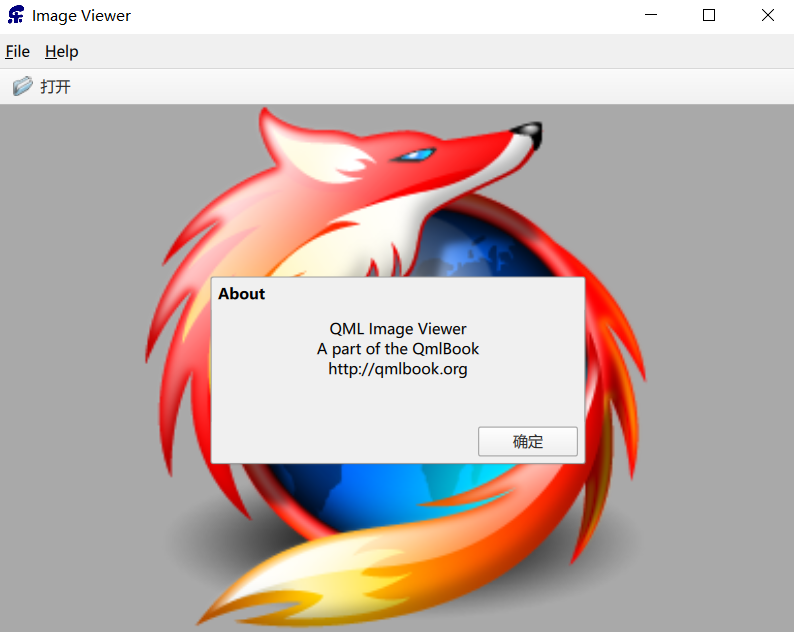 Image Viewer
File Help
打开
About
QML Image Viewer
A part of the QmlBook
http://qmlbook.org
确定